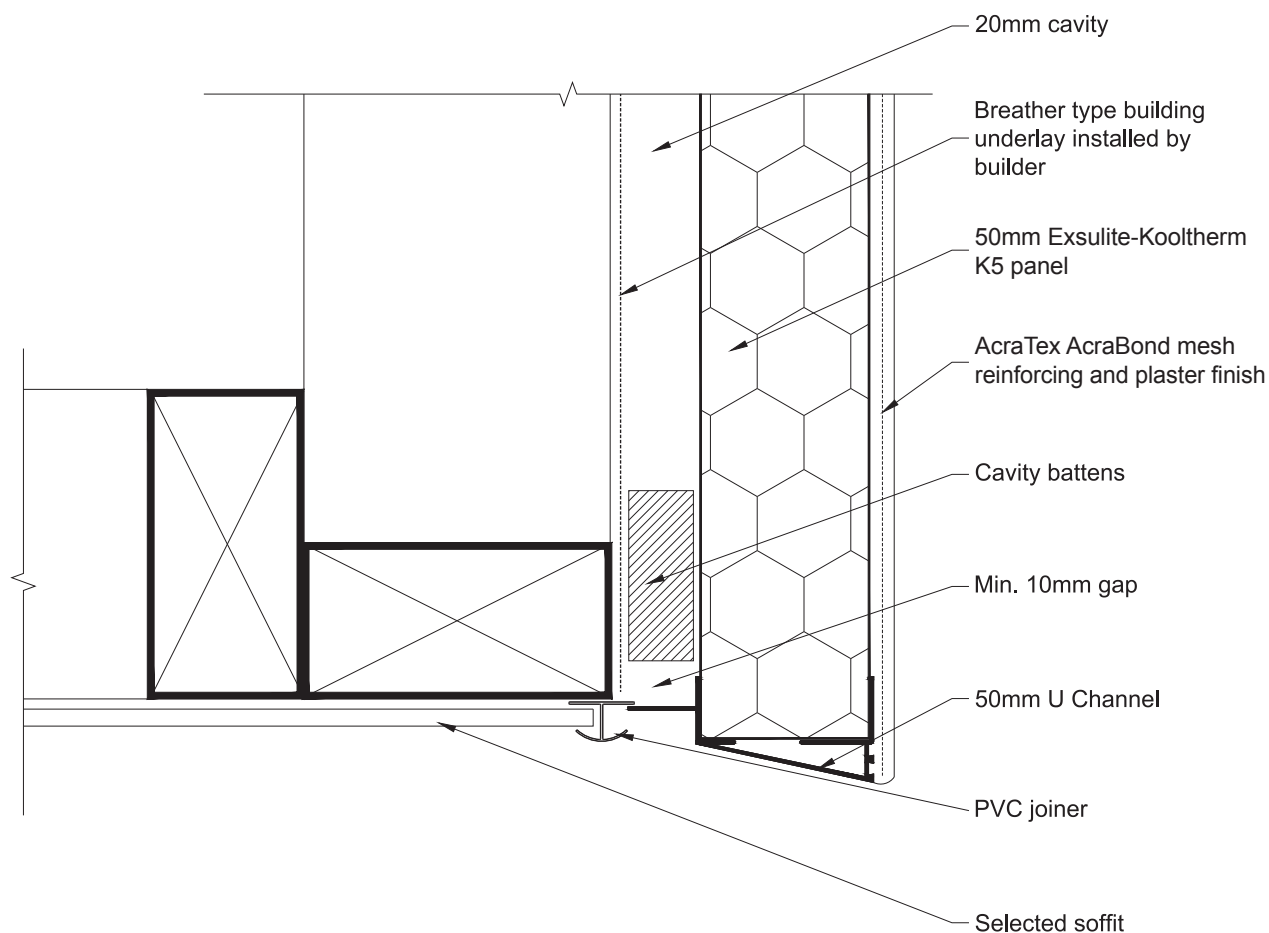 20mm cavity
Breather type building
underlay installed by
builder
50mm Exsulite-Kooltherm
K5 panel
AcraTex AcraBond mesh
reinforcing and plaster finish
Cavity battens
Min. 10mm gap
50mm U Channel
PVC joiner
Selected soffit